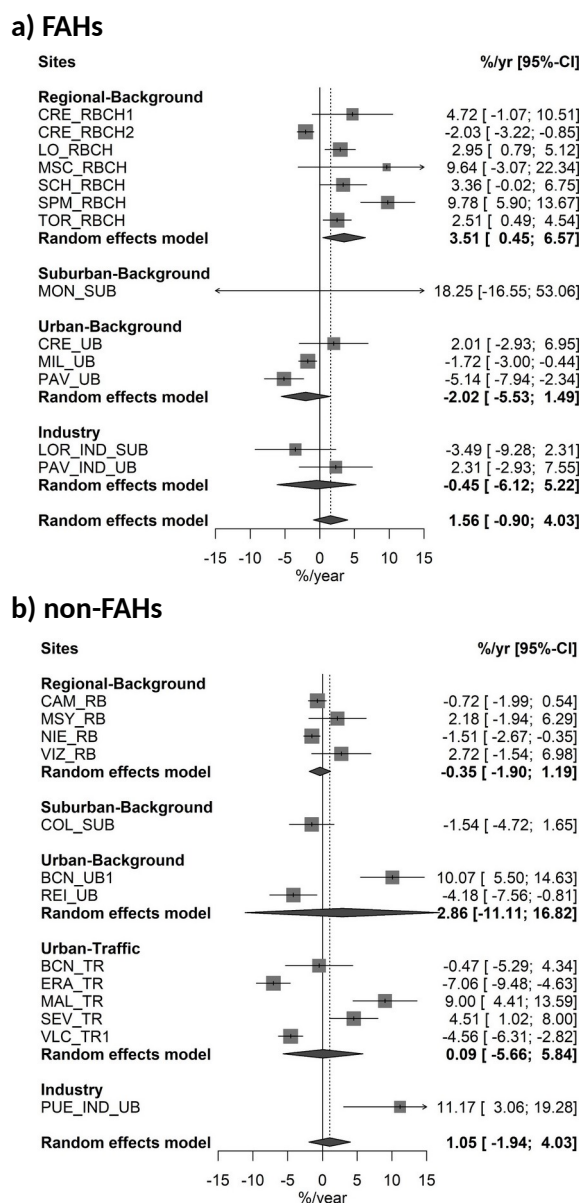 a) FAHs
Sites %/yr [95%-CI]
Regional-Background
CRE_RBCH1 4.72 [ -1.07; 10.51]
CRE_RBCH2 -2.03 [ -3.22; -0.85]
LO_RBCH 2.95 [ 0.79; 5.12]
MSC_RBCH 9.64 [ -3.07; 22.34]
SCH_RBCH 3.36 [ -0.02; 6.75]
SPM_RBCH 9.78 [ 5.90; 13.67]
TOR_RBCH 2.51 [ 0.49; 4.54]
Random effects model 3.51 [ 0.45; 6.57]
Suburban-Background
MON_SUB 18.25 [-16.55; 53.06]
Urban-Background
CRE_UB 2.01 [ -2.93; 6.95]
MIL_UB -1.72 [ -3.00; -0.44]
PAV_UB -5.14 [ -7.94; -2.34]
Random effects model -2.02 [ -5.53; 1.49]
Industry
LOR_IND_SUB -3.49 [ -9.28; 2.31]
PAV_IND_UB 2.31 [ -2.93; 7.55]
Random effects model -0.45 [ -6.12; 5.22]
Random effects model 1.56 [ -0.90; 4.03]
-15 -10 -5 0 5 10 15
%/year
b) non-FAHs
Sites %/yr [95%-CI]
Regional-Background
CAM_RB -0.72 [ -1.99; 0.54]
MSY_RB 2.18 [ -1.94; 6.29]
NIE_RB -1.51 [ -2.67; -0.35]
VIZ_RB 2.72 [ -1.54; 6.98]
Random effects model -0.35 [ -1.90; 1.19]
Suburban-Background
COL_SUB -1.54 [ -4.72; 1.65]
Urban-Background
BCN_UB1 10.07 [ 5.50; 14.63]
REI_UB -4.18 [ -7.56; -0.81]
Random effects model 2.86 [-11.11; 16.82]
Urban-Traffic
BCN_TR -0.47 [ -5.29; 4.34]
ERA_TR -7.06 [ -9.48; -4.63]
MAL_TR 9.00 [ 4.41; 13.59]
SEV_TR 4.51 [ 1.02; 8.00]
VLC_TR1 -4.56 [ -6.31; -2.82]
Random effects model 0.09 [ -5.66; 5.84]
Industry
PUE_IND_UB 11.17 [ 3.06; 19.28]
Random effects model 1.05 [ -1.94; 4.03]
-15 -10 -5 0 5 10 15
%/year